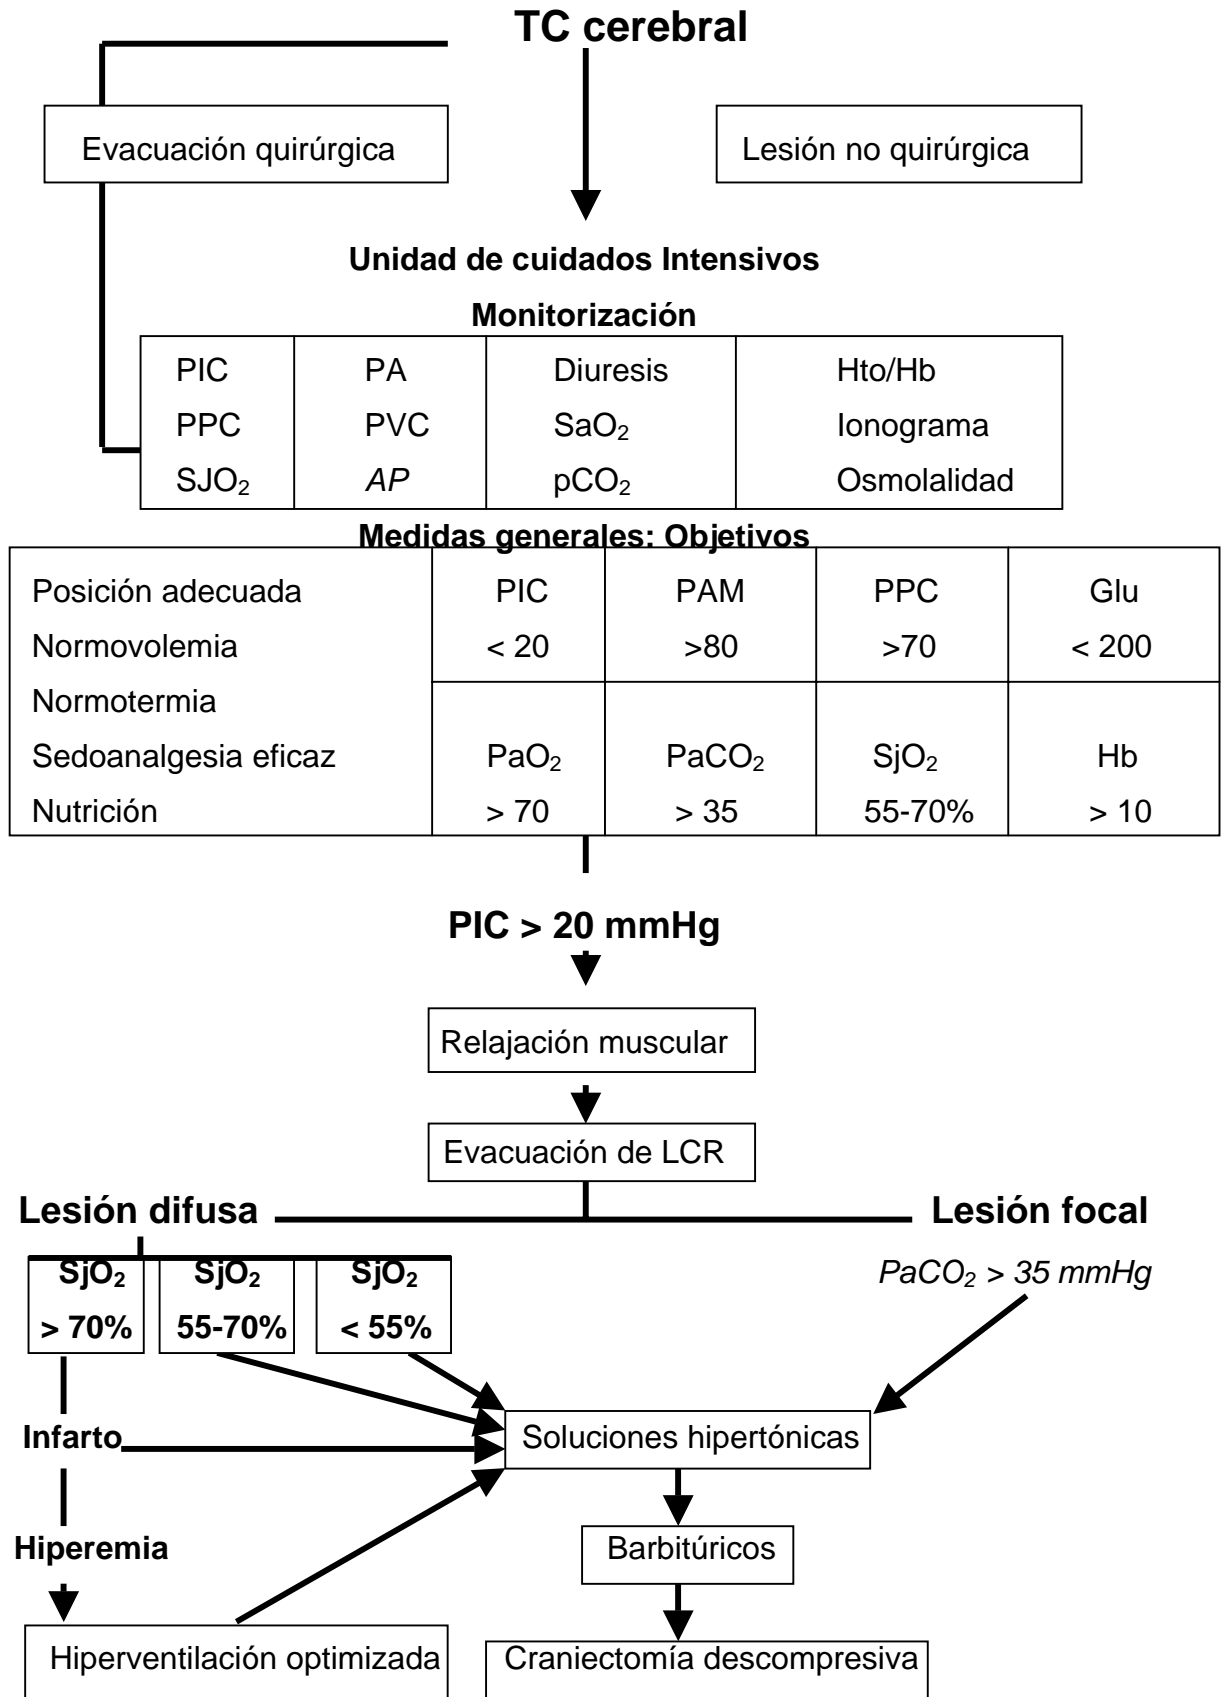 TC cerebral
Evacuación quirúrgica
Lesión no quirúrgica
Unidad de cuidados Intensivos
Monitorización
PIC PA Diuresis Hto/Hb
PPC PVC SaO₂ Ionograma
SJO₂ AP pCO₂ Osmolalidad
Medidas generales: Objetivos
Posición adecuada PIC PAM PPC Glu
Normovolemia < 20 >80 >70 < 200
Normotermia
Sedoanalgesia eficaz PaO₂ PaCO₂ SjO₂ Hb
Nutrición > 70 > 35 55-70% > 10
PIC > 20 mmHg
Relajación muscular
Evacuación de LCR
Lesión difusa Lesión focal
SjO₂ SjO₂ SjO₂ PaCO₂ > 35 mmHg
> 70% 55-70% < 55%
Infarto Soluciones hipertónicas
Hiperemia Barbitúricos
Hiperventilación optimizada Craniectomía descompresiva